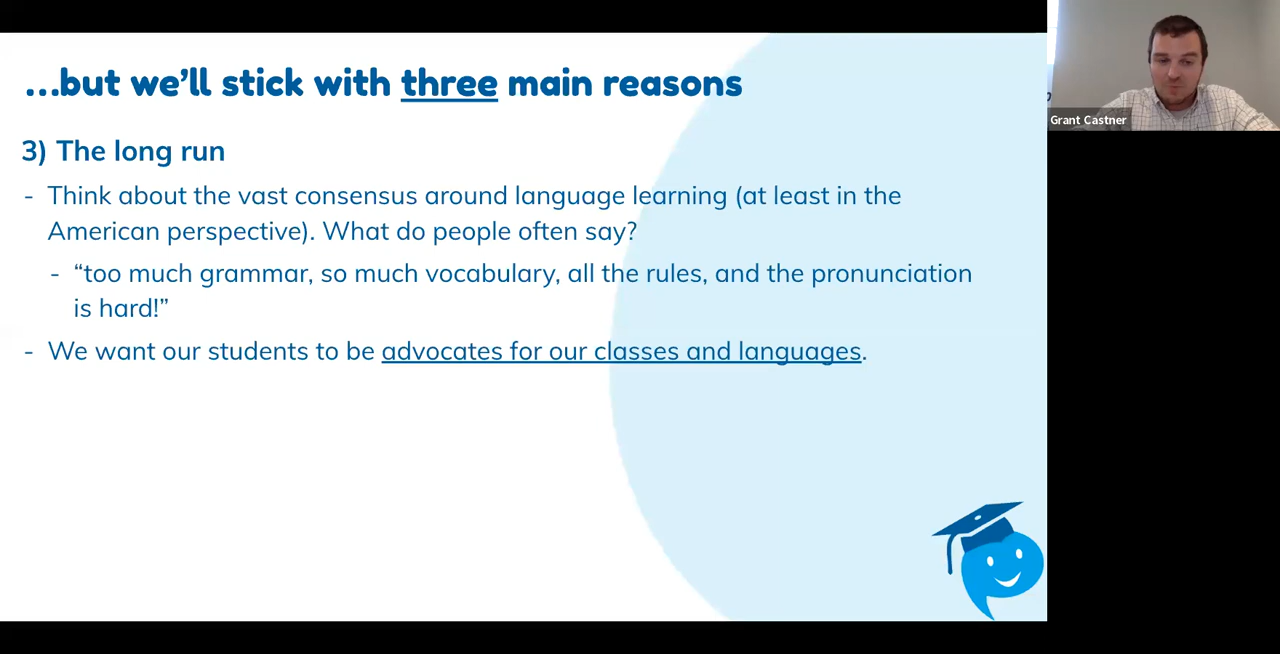 ...but we'll stick with three main reasons
3) The long run
- Think about the vast consensus around language learning (at least in the
American perspective). What do people often say?
- “too much grammar, so much vocabulary, all the rules, and the pronunciation
is hard!”
- We want our students to be advocates for our classes and languages.
Grant Castner